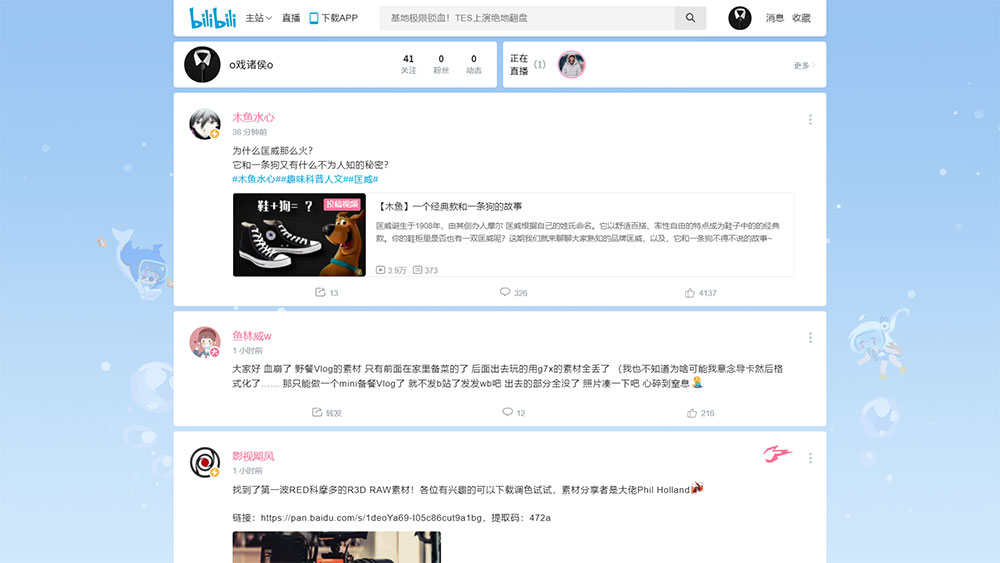 bilibili 主站 直播 下载APP 基地极限锁血！TES上演绝地翻盘 消息 收藏
o戏诸侯o
41 0 0
关注 粉丝 动态
正在直播 (1) 更多
木鱼水心
38 分钟前
为什么匡威那么火?
它和一条狗又有什么不为人知的秘密?
#木鱼水心##趣味科普人文##匡威#
鞋+狗=？ 投稿视频
【木鱼】一个经典款和一条狗的故事
匡威诞生于1908年，由其创办人摩尔·匡威根据自己的姓氏命名。它以舒适百搭、率性自由的特点成为鞋子中的的经典
款。你的鞋柜里是否也有一双匡威呢？这期我们就来聊聊大家熟知的品牌匡威，以及，它和一条狗不得不说的故事~
3.9万 373
13 326 4137
鱼林威w
1 小时前
大家好 血崩了 野餐Vlog的素材 只有前面在家里备菜的了 后面出去玩的用g7x的素材全丢了 （我也不知道为啥可能我意念导卡然后格
式化了…… 那只能做一个mini备餐Vlog了 就不发b站了发发wb吧 出去的部分全没了 照片凑一下吧 心碎到窒息
转发 12 216
影视飓风
1 小时前
找到了第一波RED科摩多的R3D RAW素材！各位有兴趣的可以下载调色试试，素材分享者是大佬Phil Holland
链接：https://pan.baidu.com/s/1deoYa69-I05c86cut9a1bg，提取码：472a